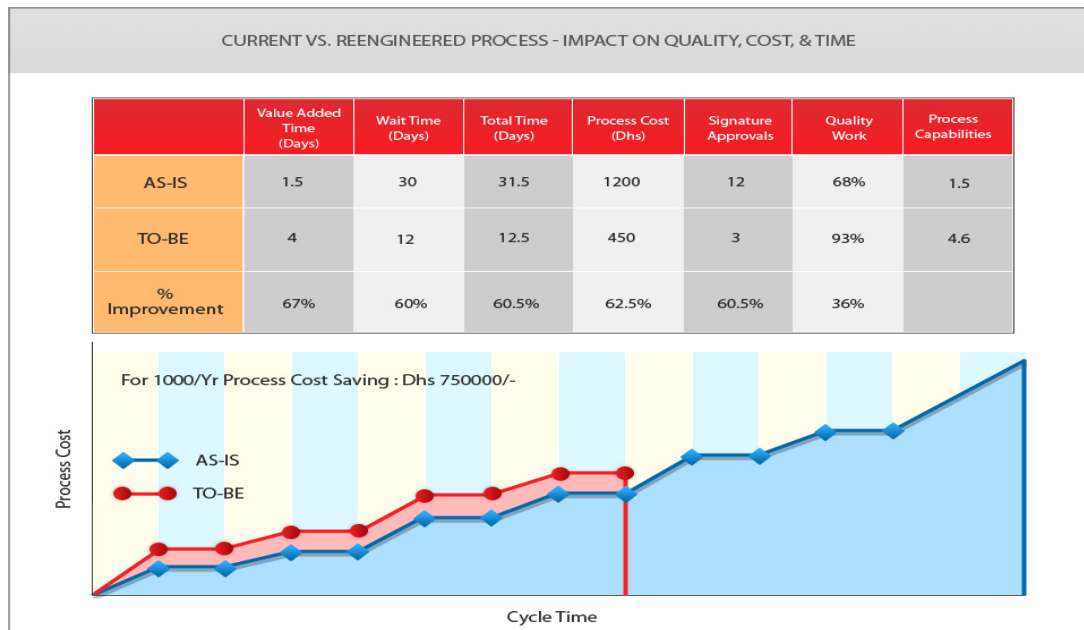 CURRENT VS. REENGINEERED PROCESS - IMPACT ON QUALITY, COST, & TIME
Value Added
Time
(Days)
Wait Time
(Days)
Total Time
(Days)
Process Cost
(Dhs)
Signature
Approvals
Quality
Work
Process
Capabilities
AS-IS 1.5 30 31.5 1200 12 68% 1.5
TO-BE 4 12 12.5 450 3 93% 4.6
%
Improvement 67% 60% 60.5% 62.5% 60.5% 36%
For 1000/Yr Process Cost Saving : Dhs 750000/-
AS-IS
TO-BE
Process Cost
Cycle Time